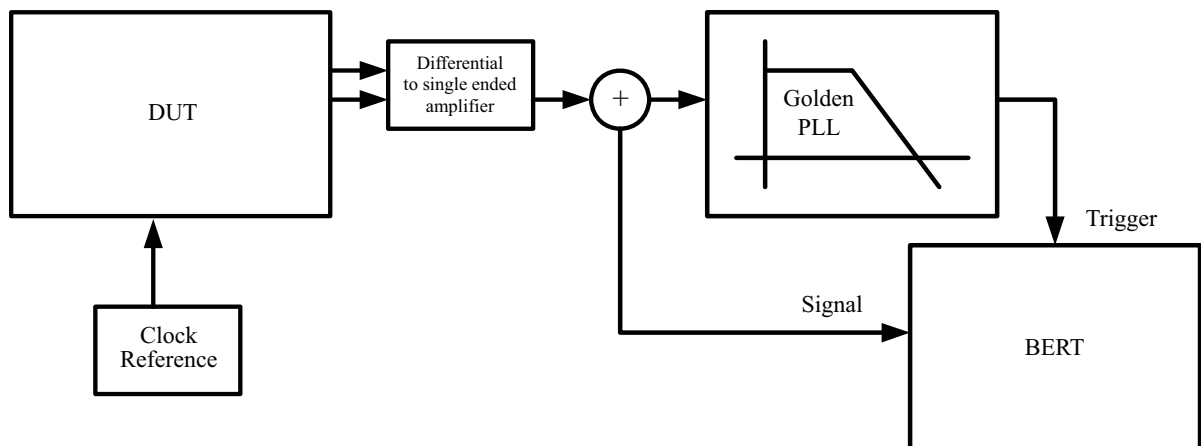 DUT
Differential
to single ended
amplifier
+
Golden
PLL
Trigger
Clock
Reference
Signal
BERT